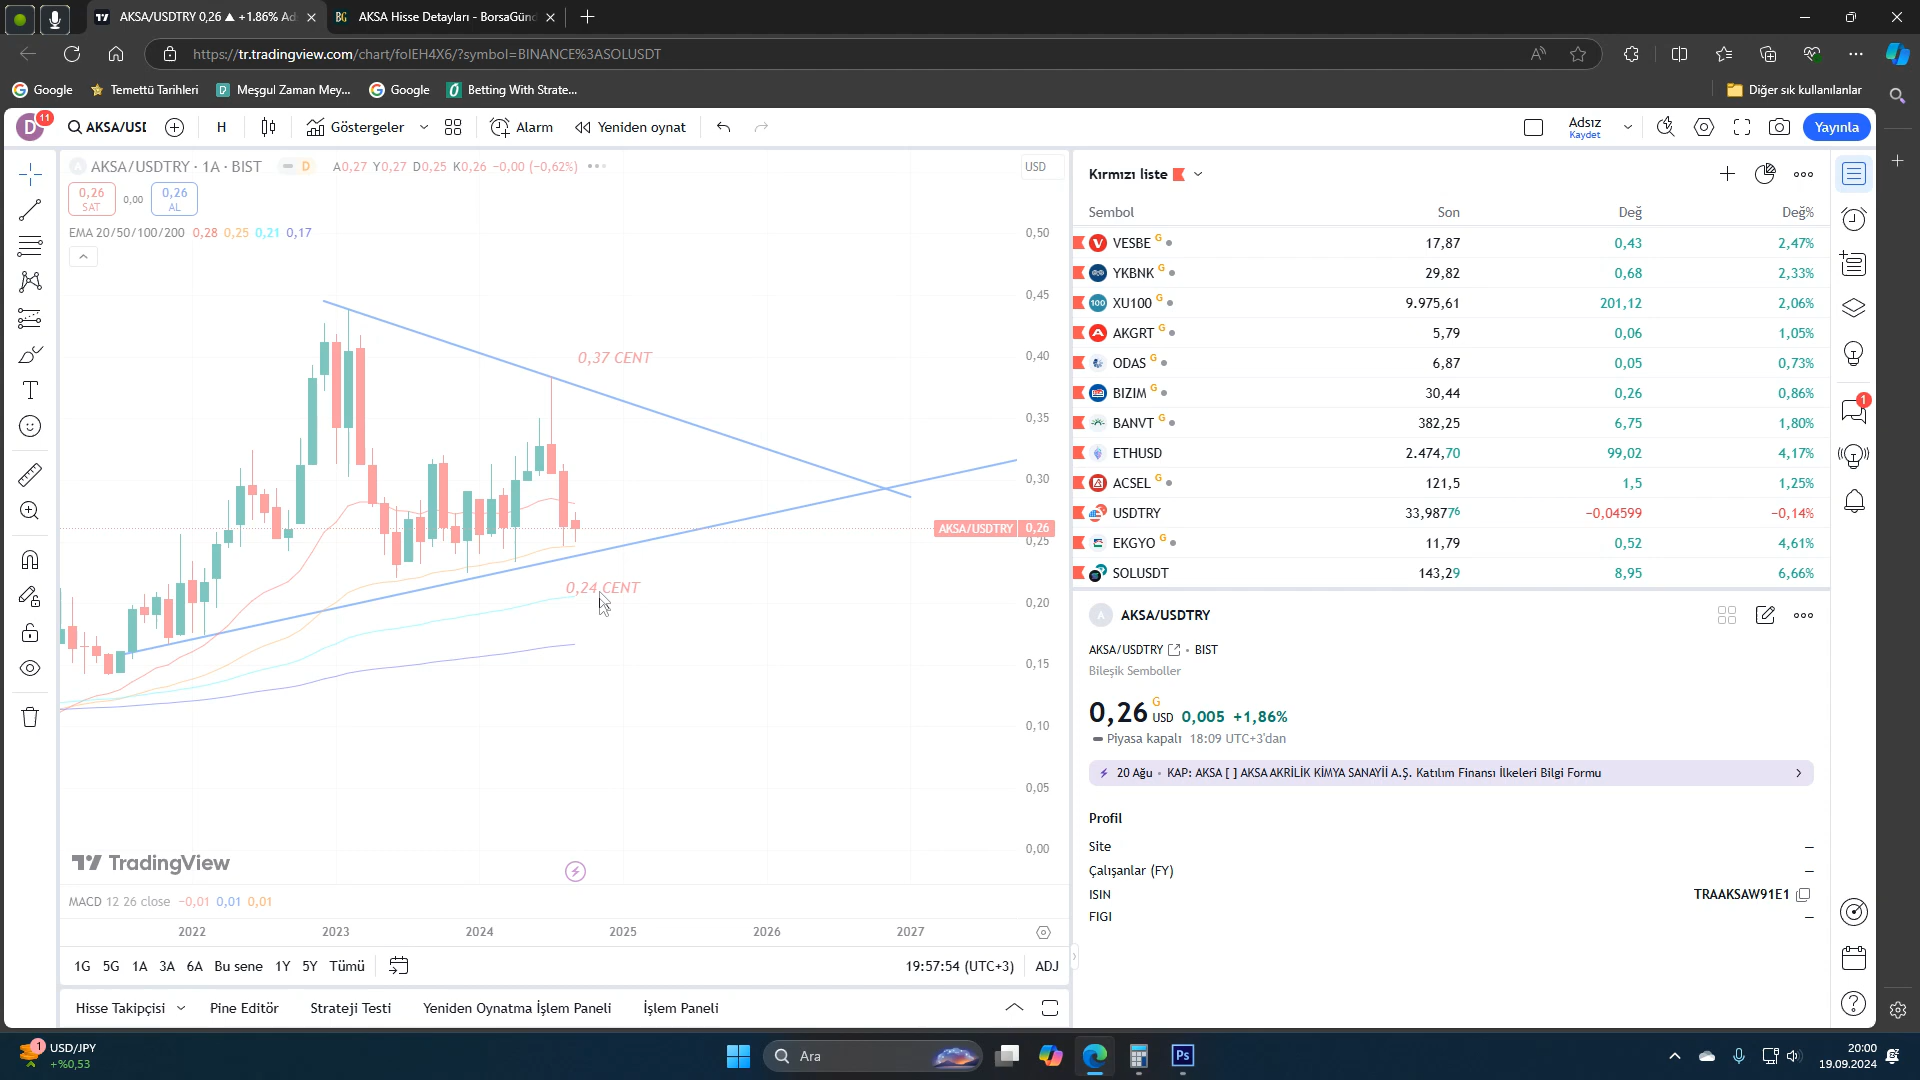 AKSA/USDTRY 0,26 ▲ +1.86% Ad
AKSA Hisse Detayları - BorsaGünd
https://tr.tradingview.com/chart/folEH4X6/?symbol=BINANCE%3ASOLUSDT
Google
Temettü Tarihleri
Meşgul Zaman Mey...
Google
Betting With Strate...
Diğer sık kullanılanlar
D 11
AKSA/USI
H
Göstergeler
Alarm
Yeniden oynat
Adsız
Kaydet
Yayınla
AKSA/USDTRY · 1A · BIST
D
A0,27 Y0,27 D0,25 K0,26 −0,00 (−0,62%)
USD
0,26
SAT
0,00
0,26
AL
EMA 20/50/100/200 0,28 0,25 0,21 0,17
0,50
0,45
0,40
0,35
0,30
0,25
0,20
0,15
0,10
0,05
0,00
0,37 CENT
0,24 CENT
AKSA/USDTRY 0,26
TradingView
MACD 12 26 close −0,01 0,01 0,01
2022 2023 2024 2025 2026 2027
1G 5G 1A 3A 6A Bu sene 1Y 5Y Tümü
19:57:54 (UTC+3)
ADJ
Hisse Takipçisi
Pine Editör
Strateji Testi
Yeniden Oynatma İşlem Paneli
İşlem Paneli
Kırmızı liste
Sembol Son Değ Değ%
VESBE G 17,87 0,43 2,47%
YKBNK G 29,82 0,68 2,33%
100 XU100 G 9.975,61 201,12 2,06%
AKGRT G 5,79 0,06 1,05%
ODAS G 6,87 0,05 0,73%
BIZIM G 30,44 0,26 0,86%
BANVT G 382,25 6,75 1,80%
ETHUSD 2.474,70 99,02 4,17%
ACSEL G 121,5 1,5 1,25%
USDTRY 33,9877⁶ −0,04599 −0,14%
EKGYO G 11,79 0,52 4,61%
SOLUSDT 143,29 8,95 6,66%
A AKSA/USDTRY
AKSA/USDTRY • BIST
Bileşik Semboller
0,26 G USD 0,005 +1,86%
Piyasa kapalı 18:09 UTC+3'dan
20 Ağu • KAP: AKSA [ ] AKSA AKRİLİK KİMYA SANAYİİ A.Ş. Katılım Finansı İlkeleri Bilgi Formu
Profil
Site –
Çalışanlar (FY) –
ISIN TRAAKSAW91E1
FIGI –
1
1
USD/JPY
+%0,53
Ara
Ps
20:00
19.09.2024